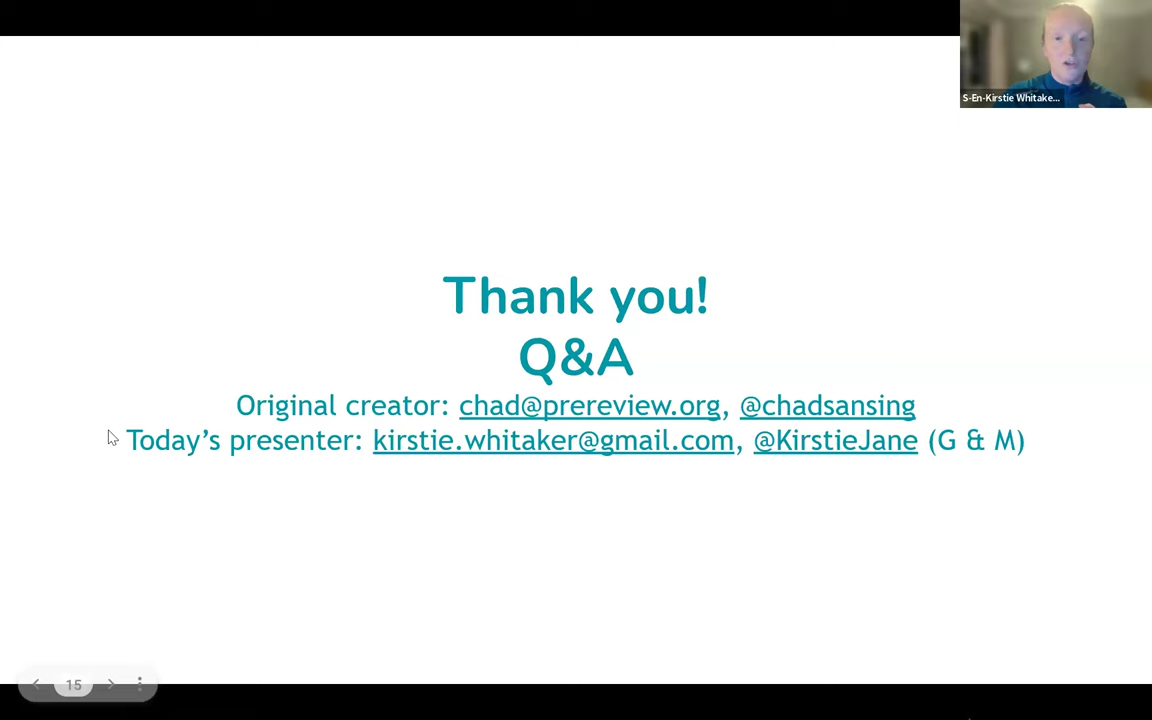 S-En-Kirstie Whitake...
Thank you!
Q&A
Original creator: chad@prereview.org, @chadsansing
Today’s presenter: kirstie.whitaker@gmail.com, @KirstieJane (G & M)
15